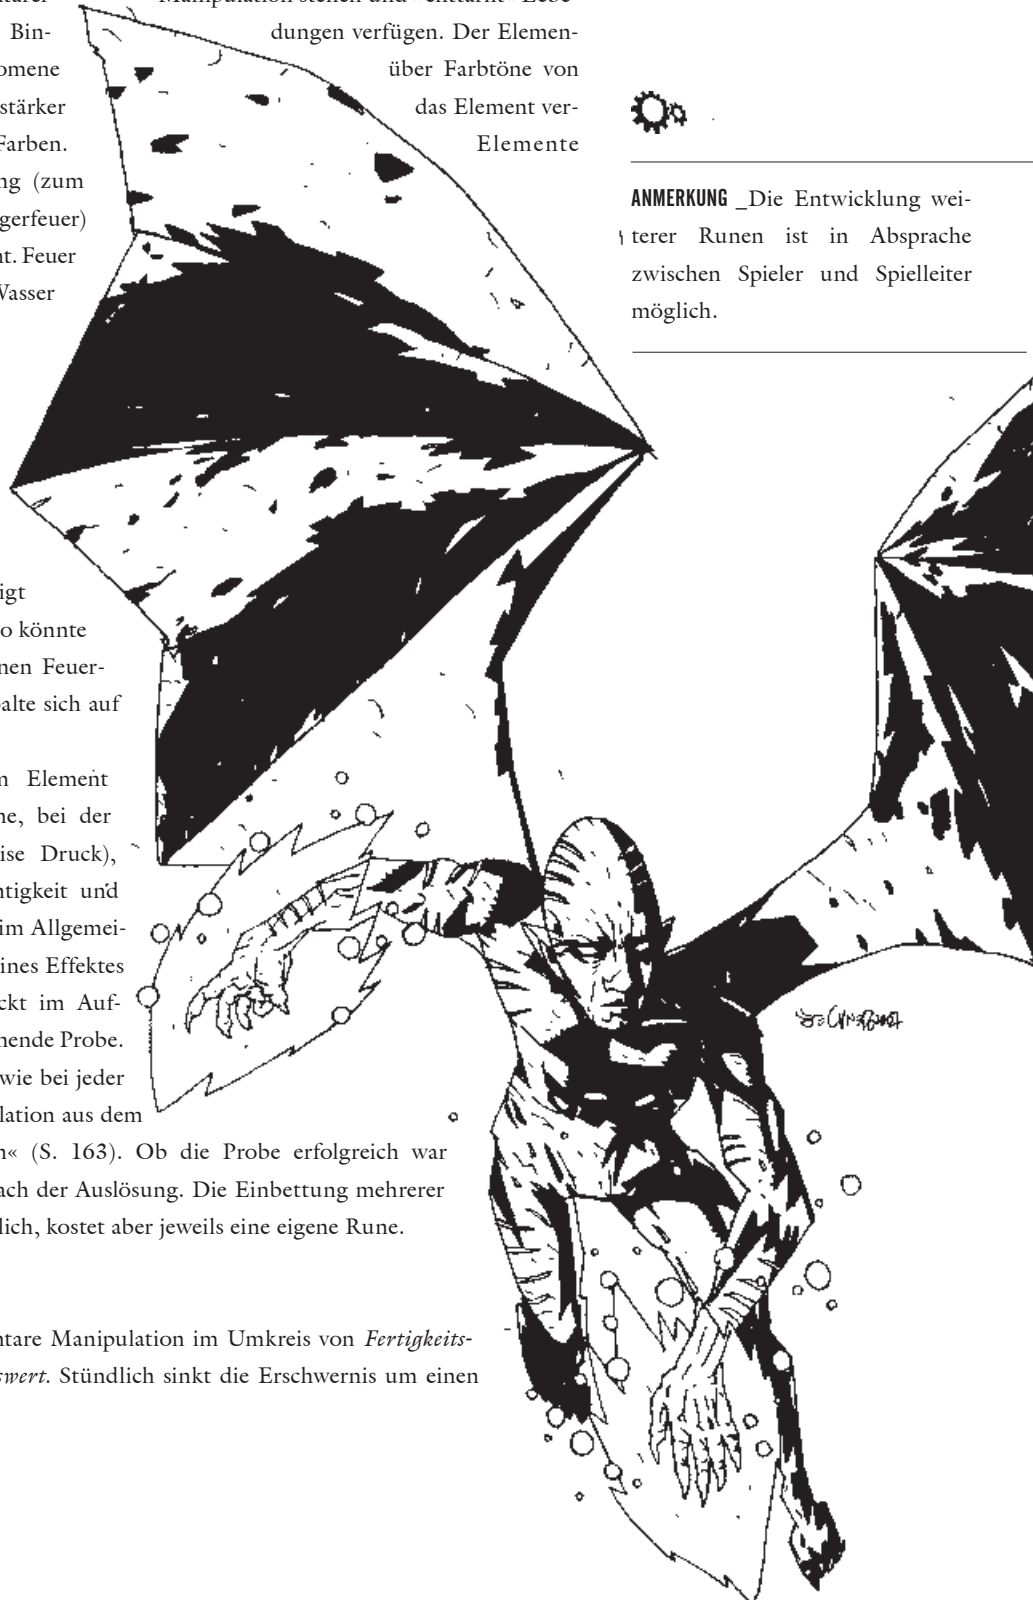 Bin-
stärker
Farben.
ng (zum
gerfeuer)
nt. Feuer
Wasser
igt
o könnte
nen Feuer-
alte sich auf
m Element
ne, bei der
ise Druck),
htigkeit und
im Allgemei-
ines Effektes
ckt im Auf-
hende Probe.
wie bei jeder
lation aus dem
n« (S. 163). Ob die Probe erfolgreich war
ach der Auslösung. Die Einbettung mehrerer
lich, kostet aber jeweils eine eigene Rune.
ntare Manipulation im Umkreis von Fertigkeits-
swert. Stündlich sinkt die Erschwernis um einen
dungen verfügen. Der Elemen-
über Farbtöne von
das Element ver-
Elemente
ANMERKUNG _Die Entwicklung wei-
terer Runen ist in Absprache
zwischen Spieler und Spielleiter
möglich.